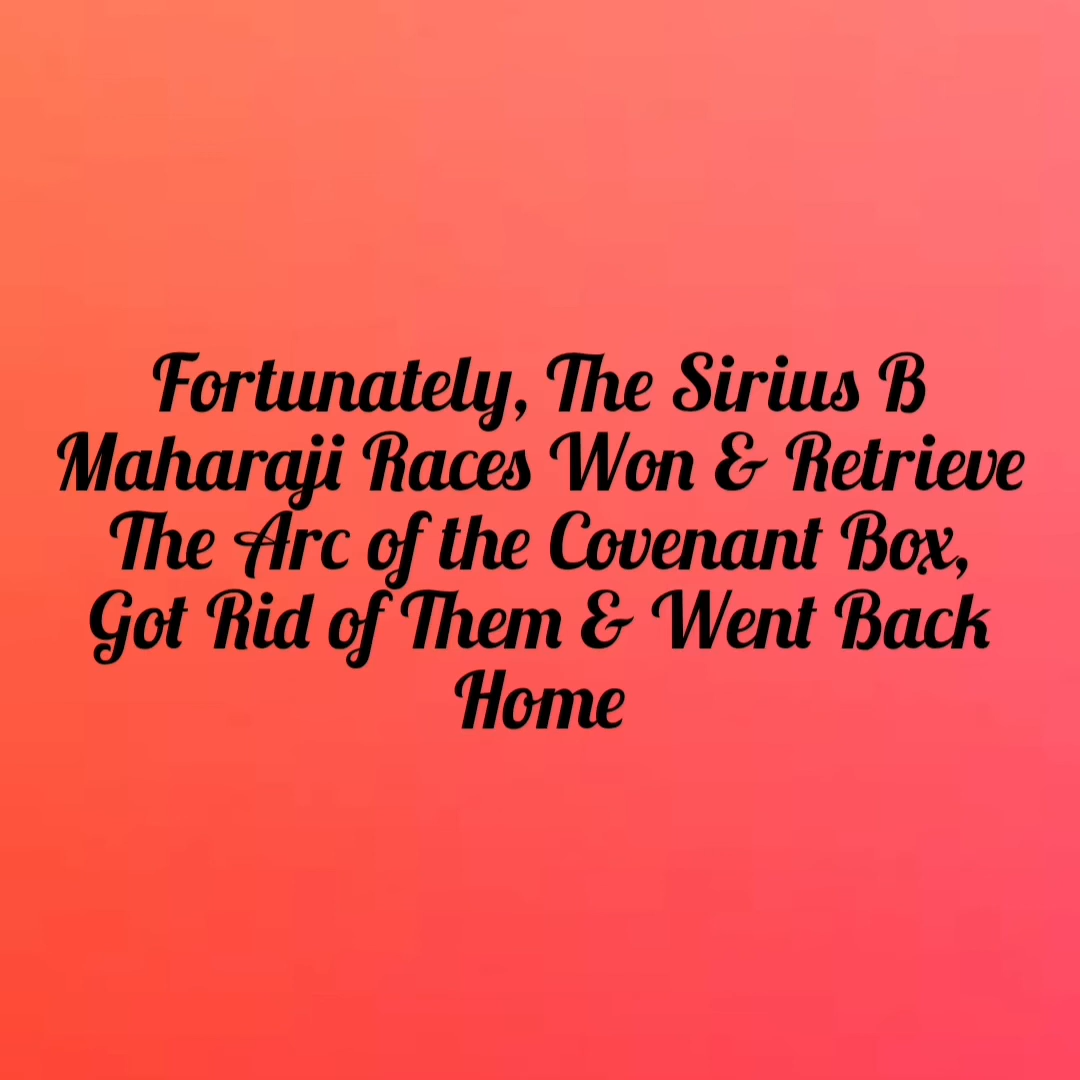 Fortunately, The Sirius B
Maharaji Races Won & Retrieve
The Arc of the Covenant Box,
Got Rid of Them & Went Back
Home